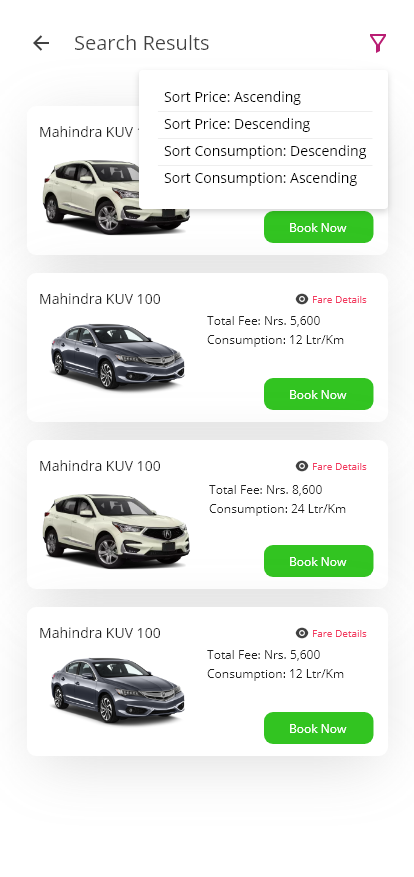 Search Results
Sort Price: Ascending
Sort Price: Descending
Sort Consumption: Descending
Sort Consumption: Ascending
Mahindra KUV
Book Now
Mahindra KUV 100
Fare Details
Total Fee: Nrs. 5,600
Consumption: 12 Ltr/Km
Book Now
Mahindra KUV 100
Fare Details
Total Fee: Nrs. 8,600
Consumption: 24 Ltr/Km
Book Now
Mahindra KUV 100
Fare Details
Total Fee: Nrs. 5,600
Consumption: 12 Ltr/Km
Book Now